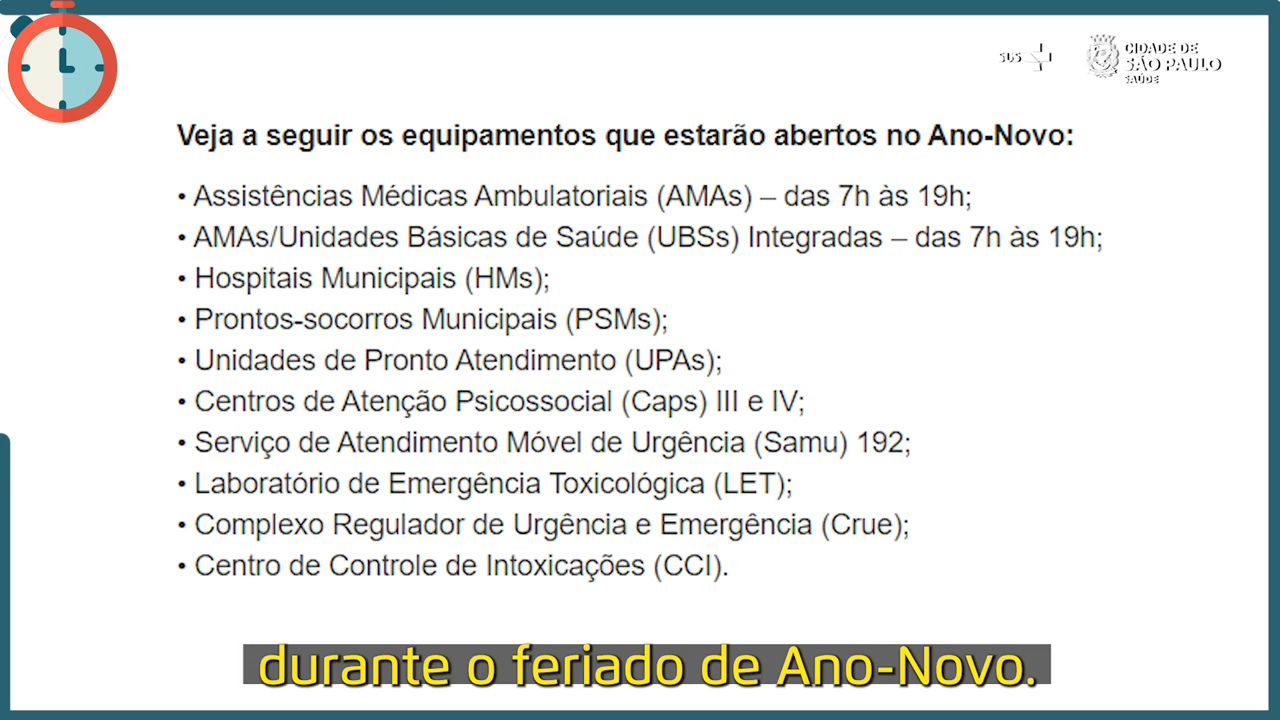 SUS
CIDADE DE
SÃO PAULO
SAÚDE
Veja a seguir os equipamentos que estarão abertos no Ano-Novo:
• Assistências Médicas Ambulatoriais (AMAs) – das 7h às 19h;
• AMAs/Unidades Básicas de Saúde (UBSs) Integradas – das 7h às 19h;
• Hospitais Municipais (HMs);
• Prontos-socorros Municipais (PSMs);
• Unidades de Pronto Atendimento (UPAs);
• Centros de Atenção Psicossocial (Caps) III e IV;
• Serviço de Atendimento Móvel de Urgência (Samu) 192;
• Laboratório de Emergência Toxicológica (LET);
• Complexo Regulador de Urgência e Emergência (Crue);
• Centro de Controle de Intoxicações (CCI).
durante o feriado de Ano-Novo.